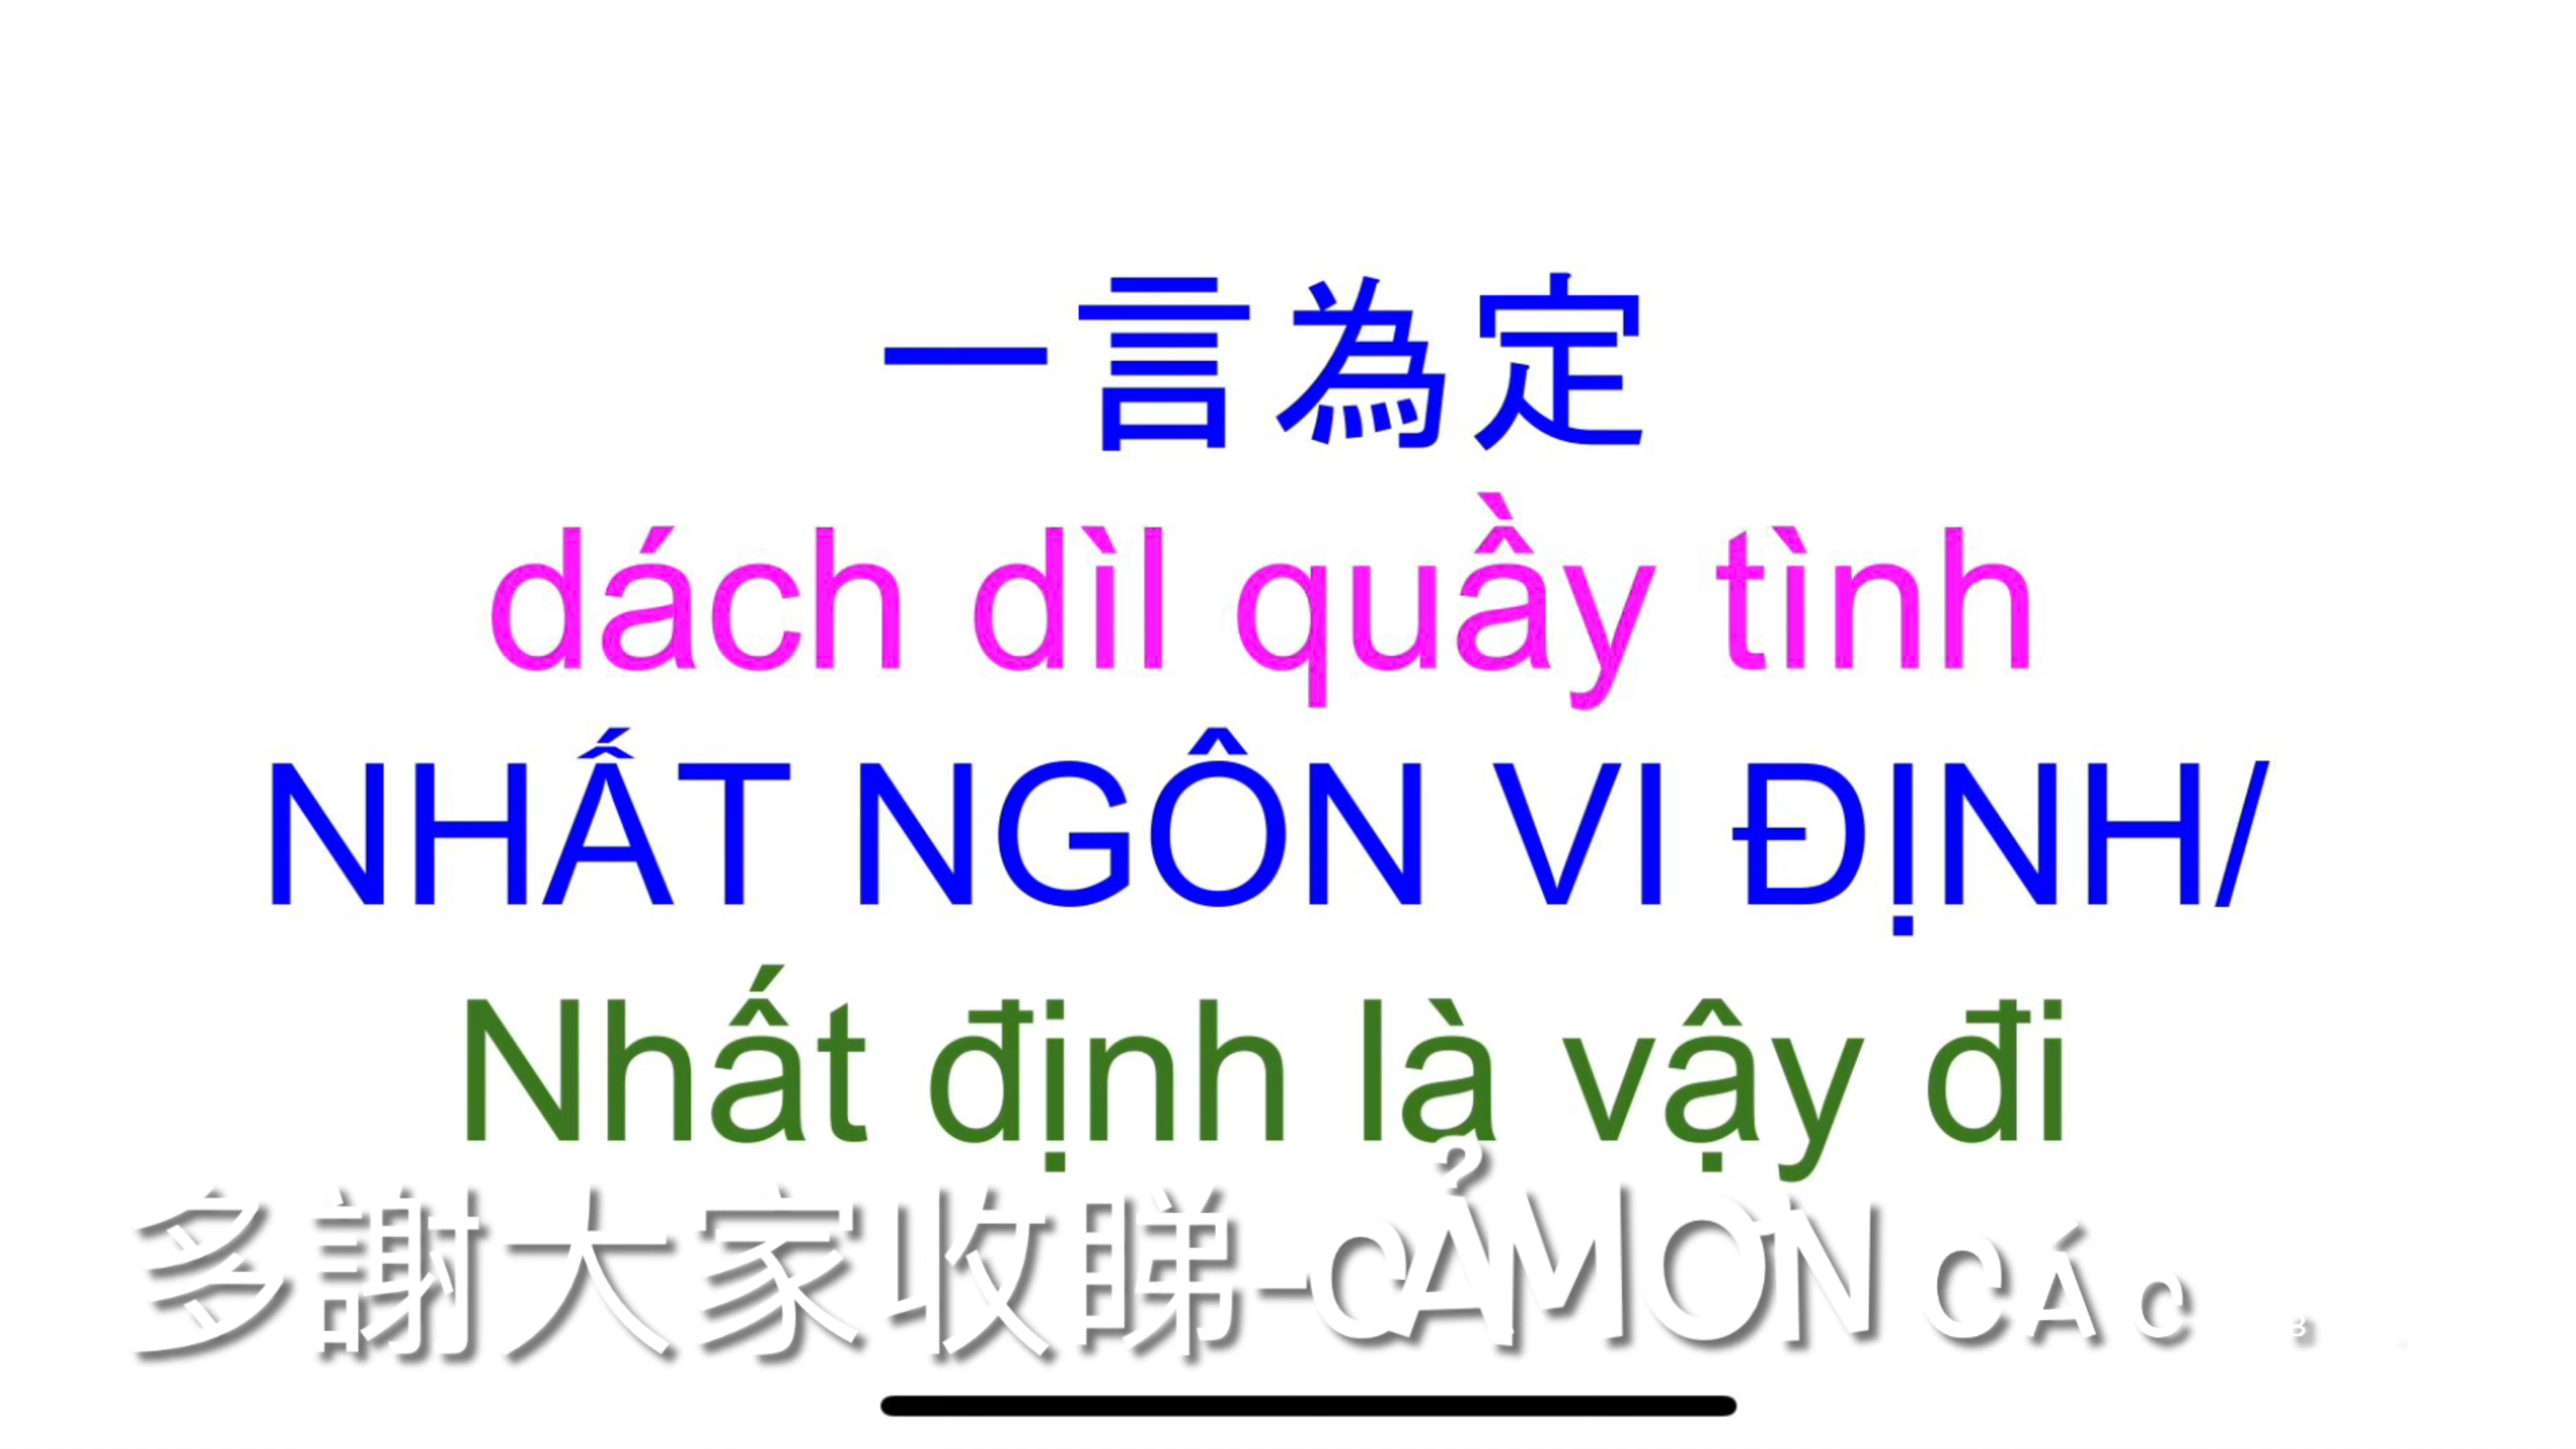 一言為定
dách dìl quầy tình
NHẤT NGÔN VI ĐỊNH/
Nhất định là vậy đi
多謝大家收睇-CẢM ƠN CÁC B